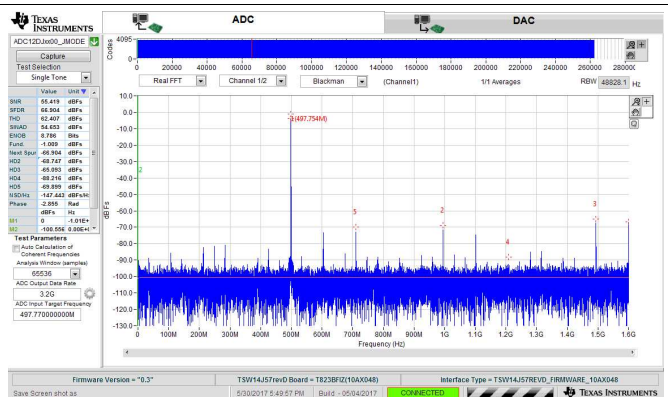 TEXAS INSTRUMENTS
ADC
DAC
ADC12DJxx00_JMODE
Capture
Test Selection
Single Tone
Value Unit
SNR 55.419 dBFs
SFDR 66.904 dBFs
THD 62.407 dBFs
SINAD 54.653 dBFs
ENOB 8.786 Bits
Fund. -1.009 dBFs
Next Spur -66.904 dBFs
HD2 -68.747 dBFs
HD3 -65.093 dBFs
HD4 -88.216 dBFs
HD5 -69.899 dBFs
NSD/Hz -147.443 dBFs/Hz
Phase -2.855 Rad
dBFs Hz
M1 0 -1.01E+
M2 -100.556 0.00E+
Test Parameters
Auto Calculation of Coherent Frequencies
Analysis Window (samples)
65536
ADC Output Data Rate
3.2G
ADC Input Target Frequency
497.770000000M
Codes
4095
0
0 20000 40000 60000 80000 100000 120000 140000 160000 180000 200000 220000 240000 260000 280000
Real FFT Channel 1/2 Blackman (Channel1) 1/1 Averages RBW 48828.1 Hz
dBFs
10.0
0.0
-10.0
-20.0
-30.0
-40.0
-50.0
-60.0
-70.0
-80.0
-90.0
-100.0
-110.0
-120.0
-130.0
(497.754M)
2
5
2
4
3
0 100M 200M 300M 400M 500M 600M 700M 800M 900M 1G 1.1G 1.2G 1.3G 1.4G 1.5G 1.6G
Frequency (Hz)
Firmware Version = "0.3"
TSW14J57revD Board = T823BFIZ(10AX048)
Interface Type = TSW14J57REVD_FIRMWARE_10AX048
Save Screen shot as
5/30/2017 5:49:57 PM
Build - 05/04/2017
CONNECTED
TEXAS INSTRUMENTS